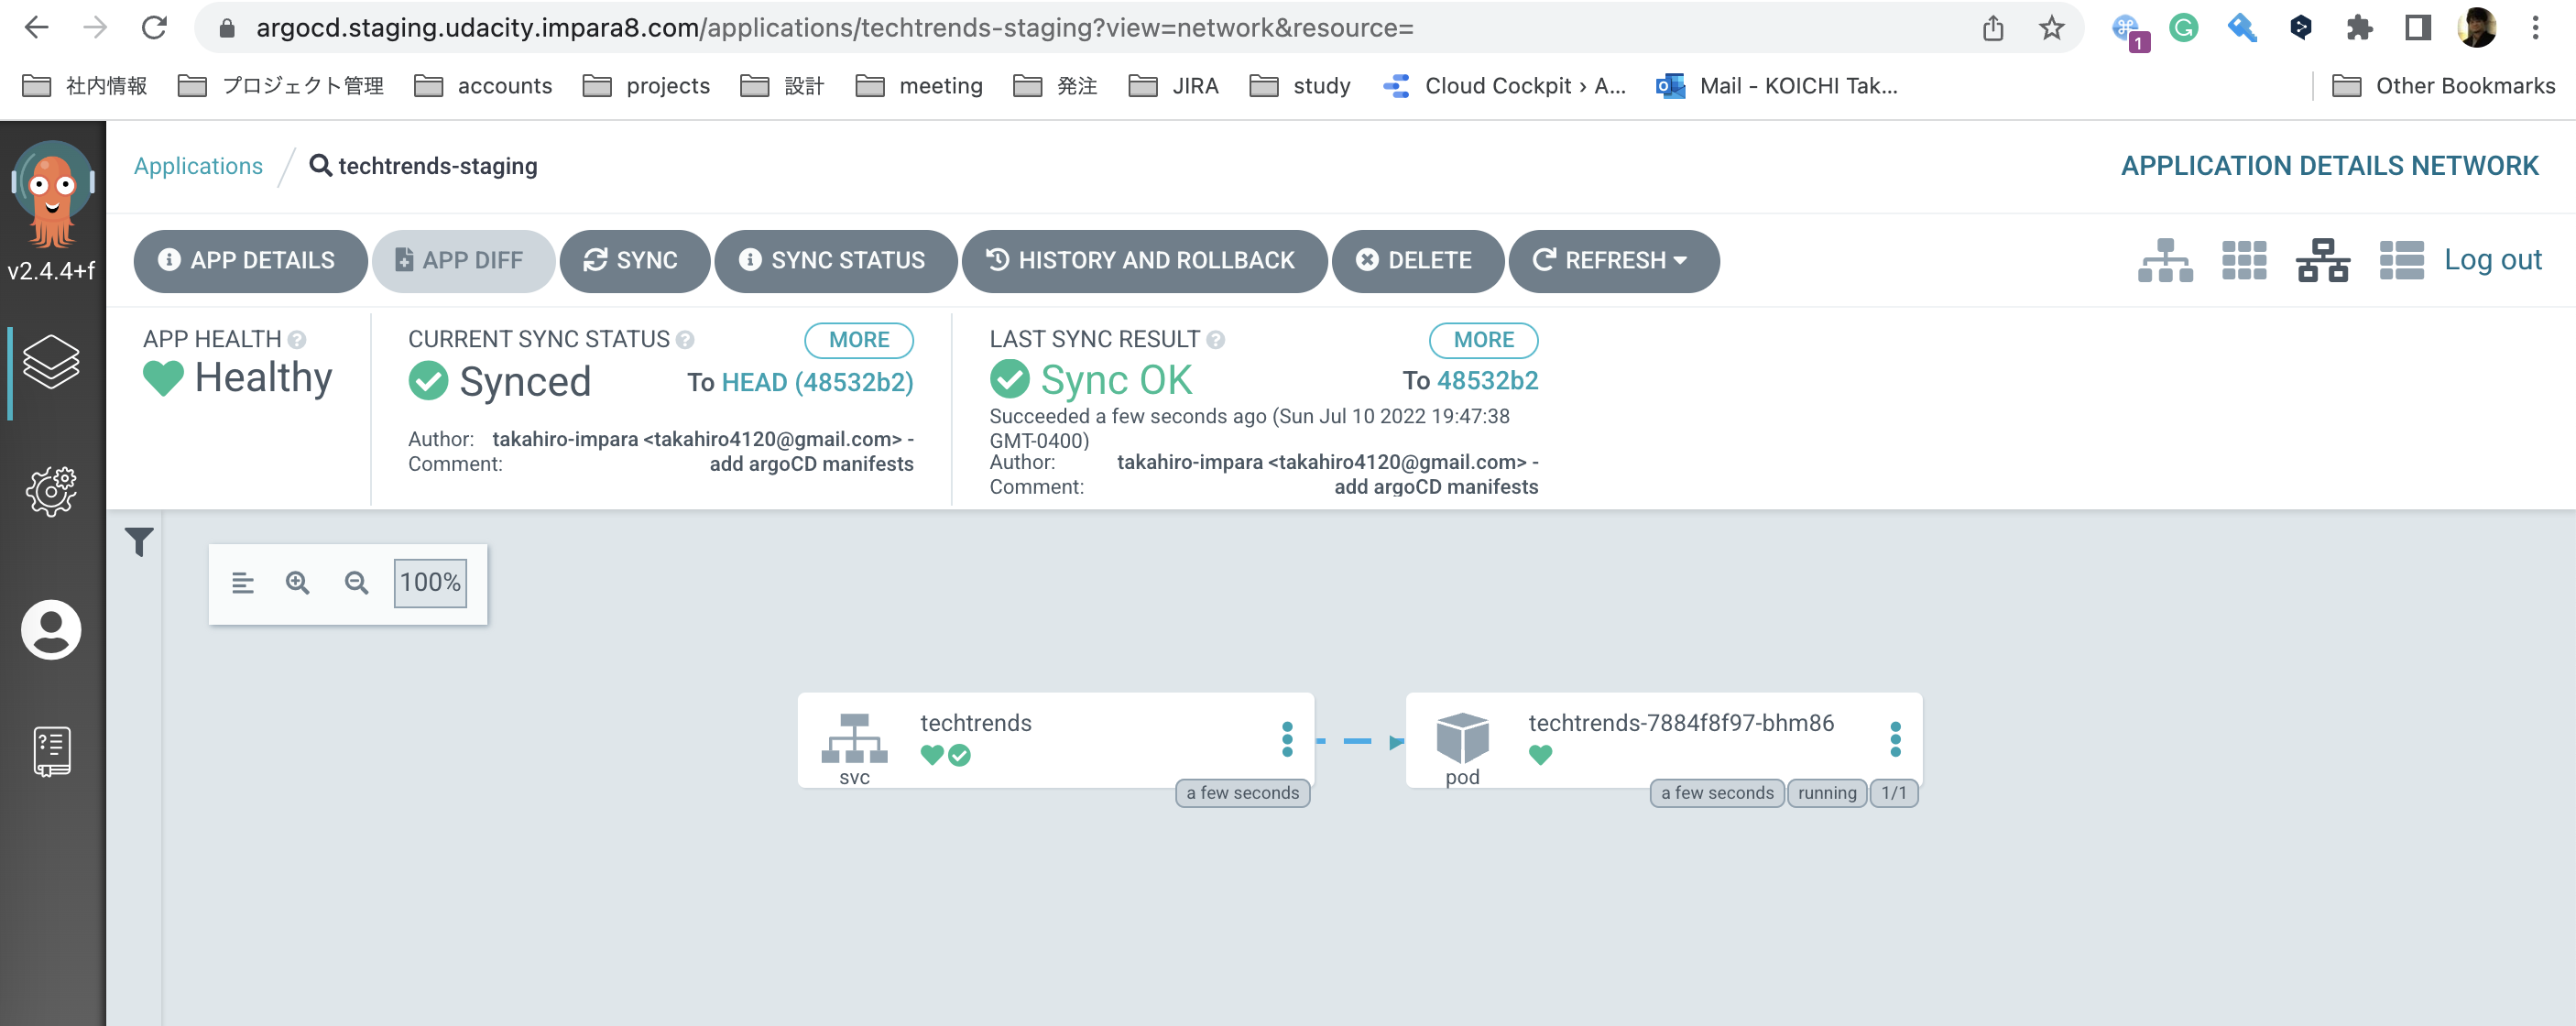 argocd.staging.udacity.impara8.com/applications/techtrends-staging?view=network&resource=
1
社内情報 プロジェクト管理 accounts projects 設計 meeting 発注 JIRA study Cloud Cockpit › A... Mail - KOICHI Tak... Other Bookmarks
Applications / techtrends-staging APPLICATION DETAILS NETWORK
v2.4.4+f
APP DETAILS APP DIFF SYNC SYNC STATUS HISTORY AND ROLLBACK DELETE REFRESH Log out
APP HEALTH ?
Healthy
CURRENT SYNC STATUS ? MORE
Synced To HEAD (48532b2)
Author: takahiro-impara <takahiro4120@gmail.com> -
Comment: add argoCD manifests
LAST SYNC RESULT ? MORE
Sync OK To 48532b2
Succeeded a few seconds ago (Sun Jul 10 2022 19:47:38
GMT-0400)
Author: takahiro-impara <takahiro4120@gmail.com> -
Comment: add argoCD manifests
100%
techtrends
svc
a few seconds
techtrends-7884f8f97-bhm86
pod
a few seconds running 1/1